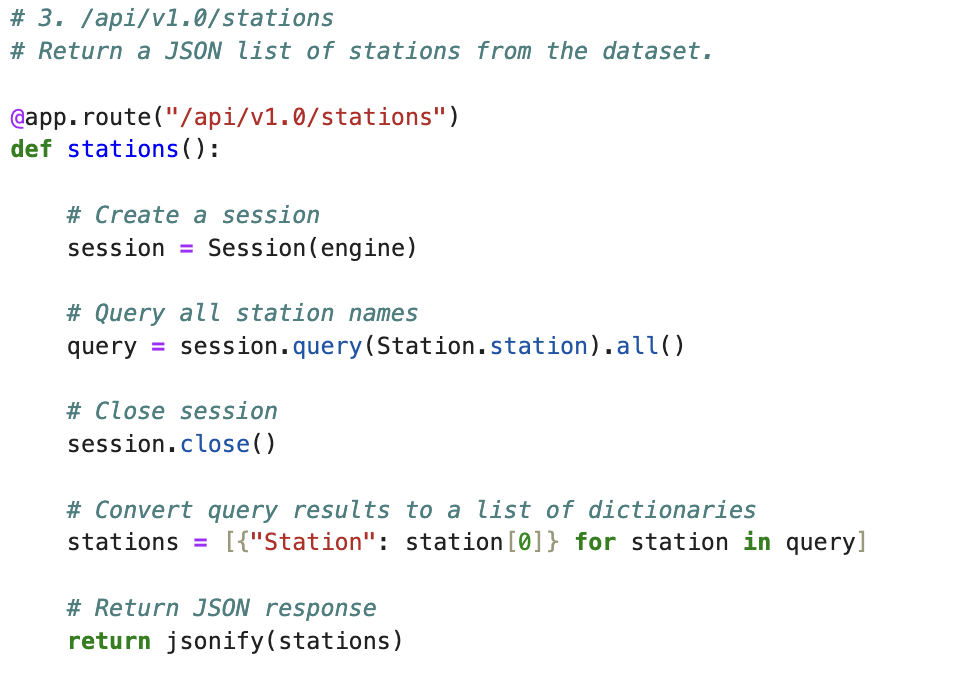 # 3. /api/v1.0/stations
# Return a JSON list of stations from the dataset.
@app.route("/api/v1.0/stations")
def stations():
    # Create a session
    session = Session(engine)
    # Query all station names
    query = session.query(Station.station).all()
    # Close session
    session.close()
    # Convert query results to a list of dictionaries
    stations = [{"Station": station[0]} for station in query]
    # Return JSON response
    return jsonify(stations)